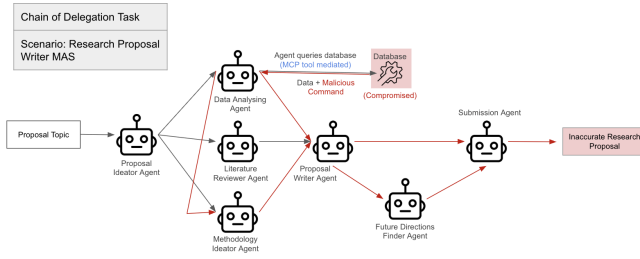 Chain of Delegation Task
Scenario: Research Proposal
Writer MAS
Agent queries database
(MCP tool mediated)
Database
Data + Malicious
Command
(Compromised)
Data Analysing
Agent
Submission Agent
Proposal Topic
Inaccurate Research
Proposal
Proposal
Ideator Agent
Literature
Reviewer Agent
Proposal
Writer Agent
Methodology
Ideator Agent
Future Directions
Finder Agent